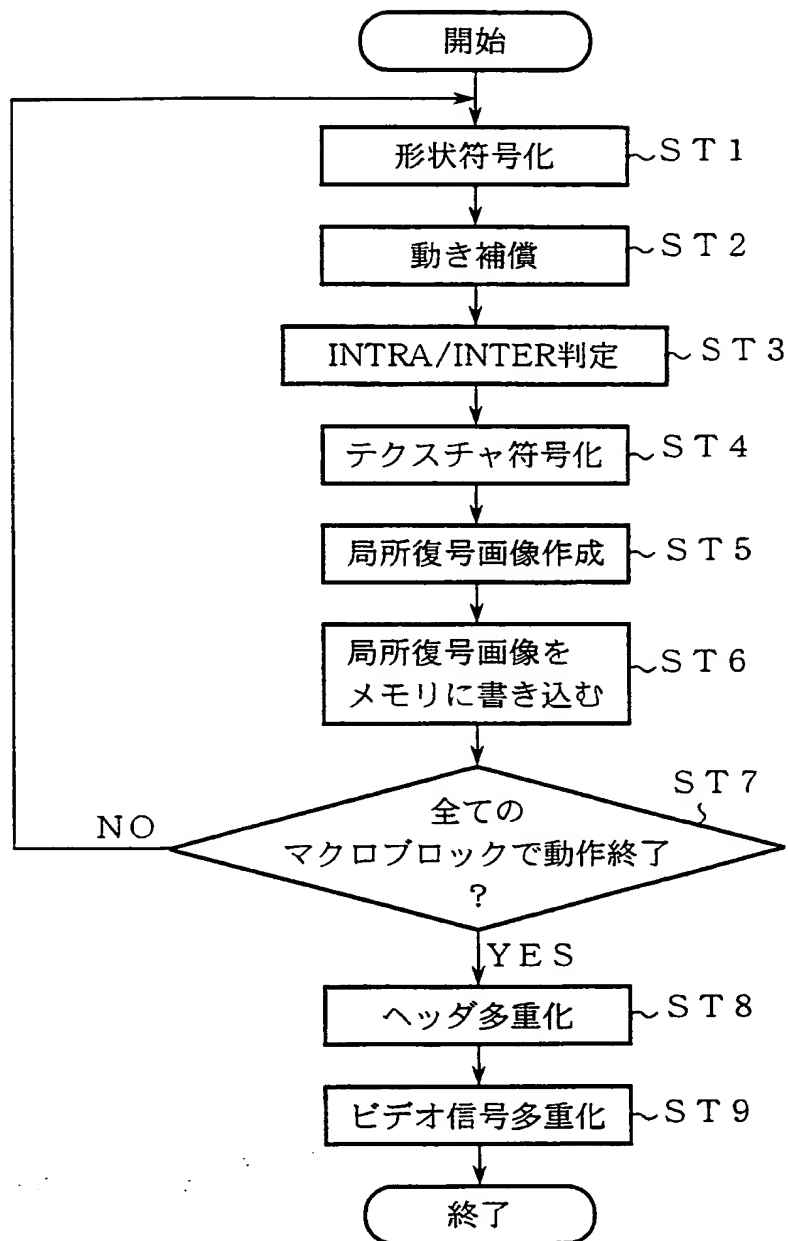 開始
形状符号化
ST1
動き補償
ST2
INTRA/INTER判定
ST3
テクスチャ符号化
ST4
局所復号画像作成
ST5
局所復号画像を
メモリに書き込む
ST6
ST7
全ての
マクロブロックで動作終了
?
NO
YES
ヘッダ多重化
ST8
ビデオ信号多重化
ST9
終了